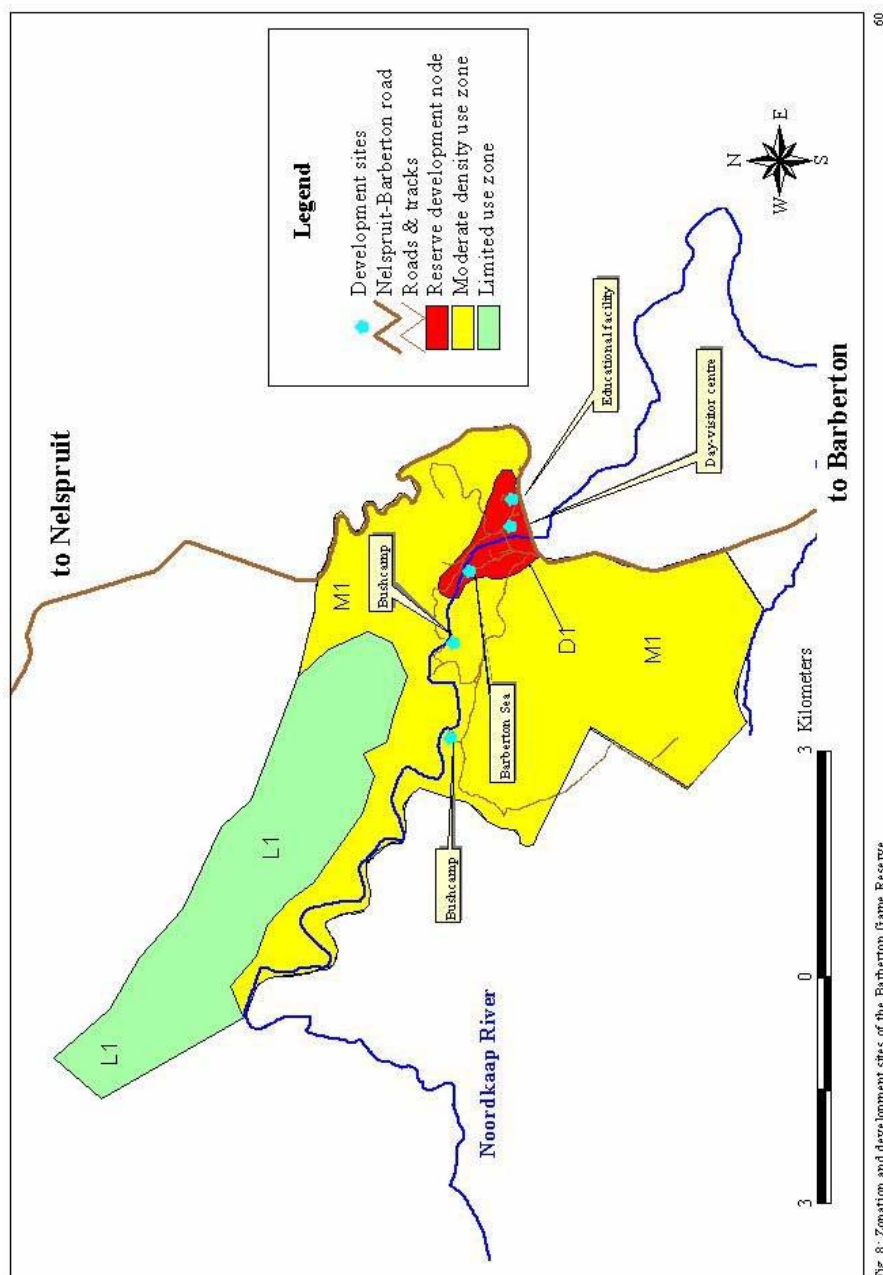 to Nelspruit
Legend
Development sites
Nelspruit-Barberton road
Roads & tracks
Reserve development node
Moderate density use zone
Limited use zone
N
W
E
S
L1
L1
M1
Bushcamp
Bushcamp
Barberton Sea
D1
M1
Educational facility
Day-visitor centre
Noordkaap River
to Barberton
3
0
3
Kilometers
Fig. 8: Zonation and development sites of the Barberton Game Reserve
60